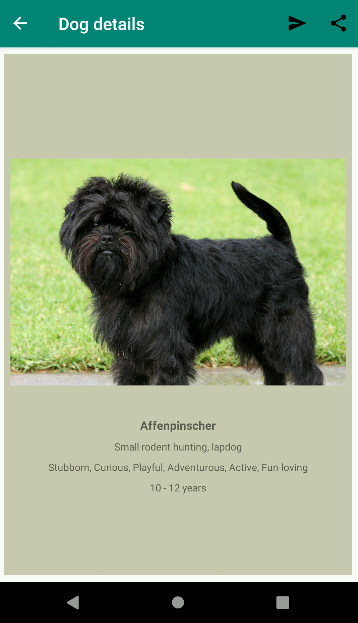 Dog details
Affenpinscher
Small rodent hunting, lapdog
Stubborn, Curious, Playful, Adventurous, Active, Fun-loving
10 - 12 years